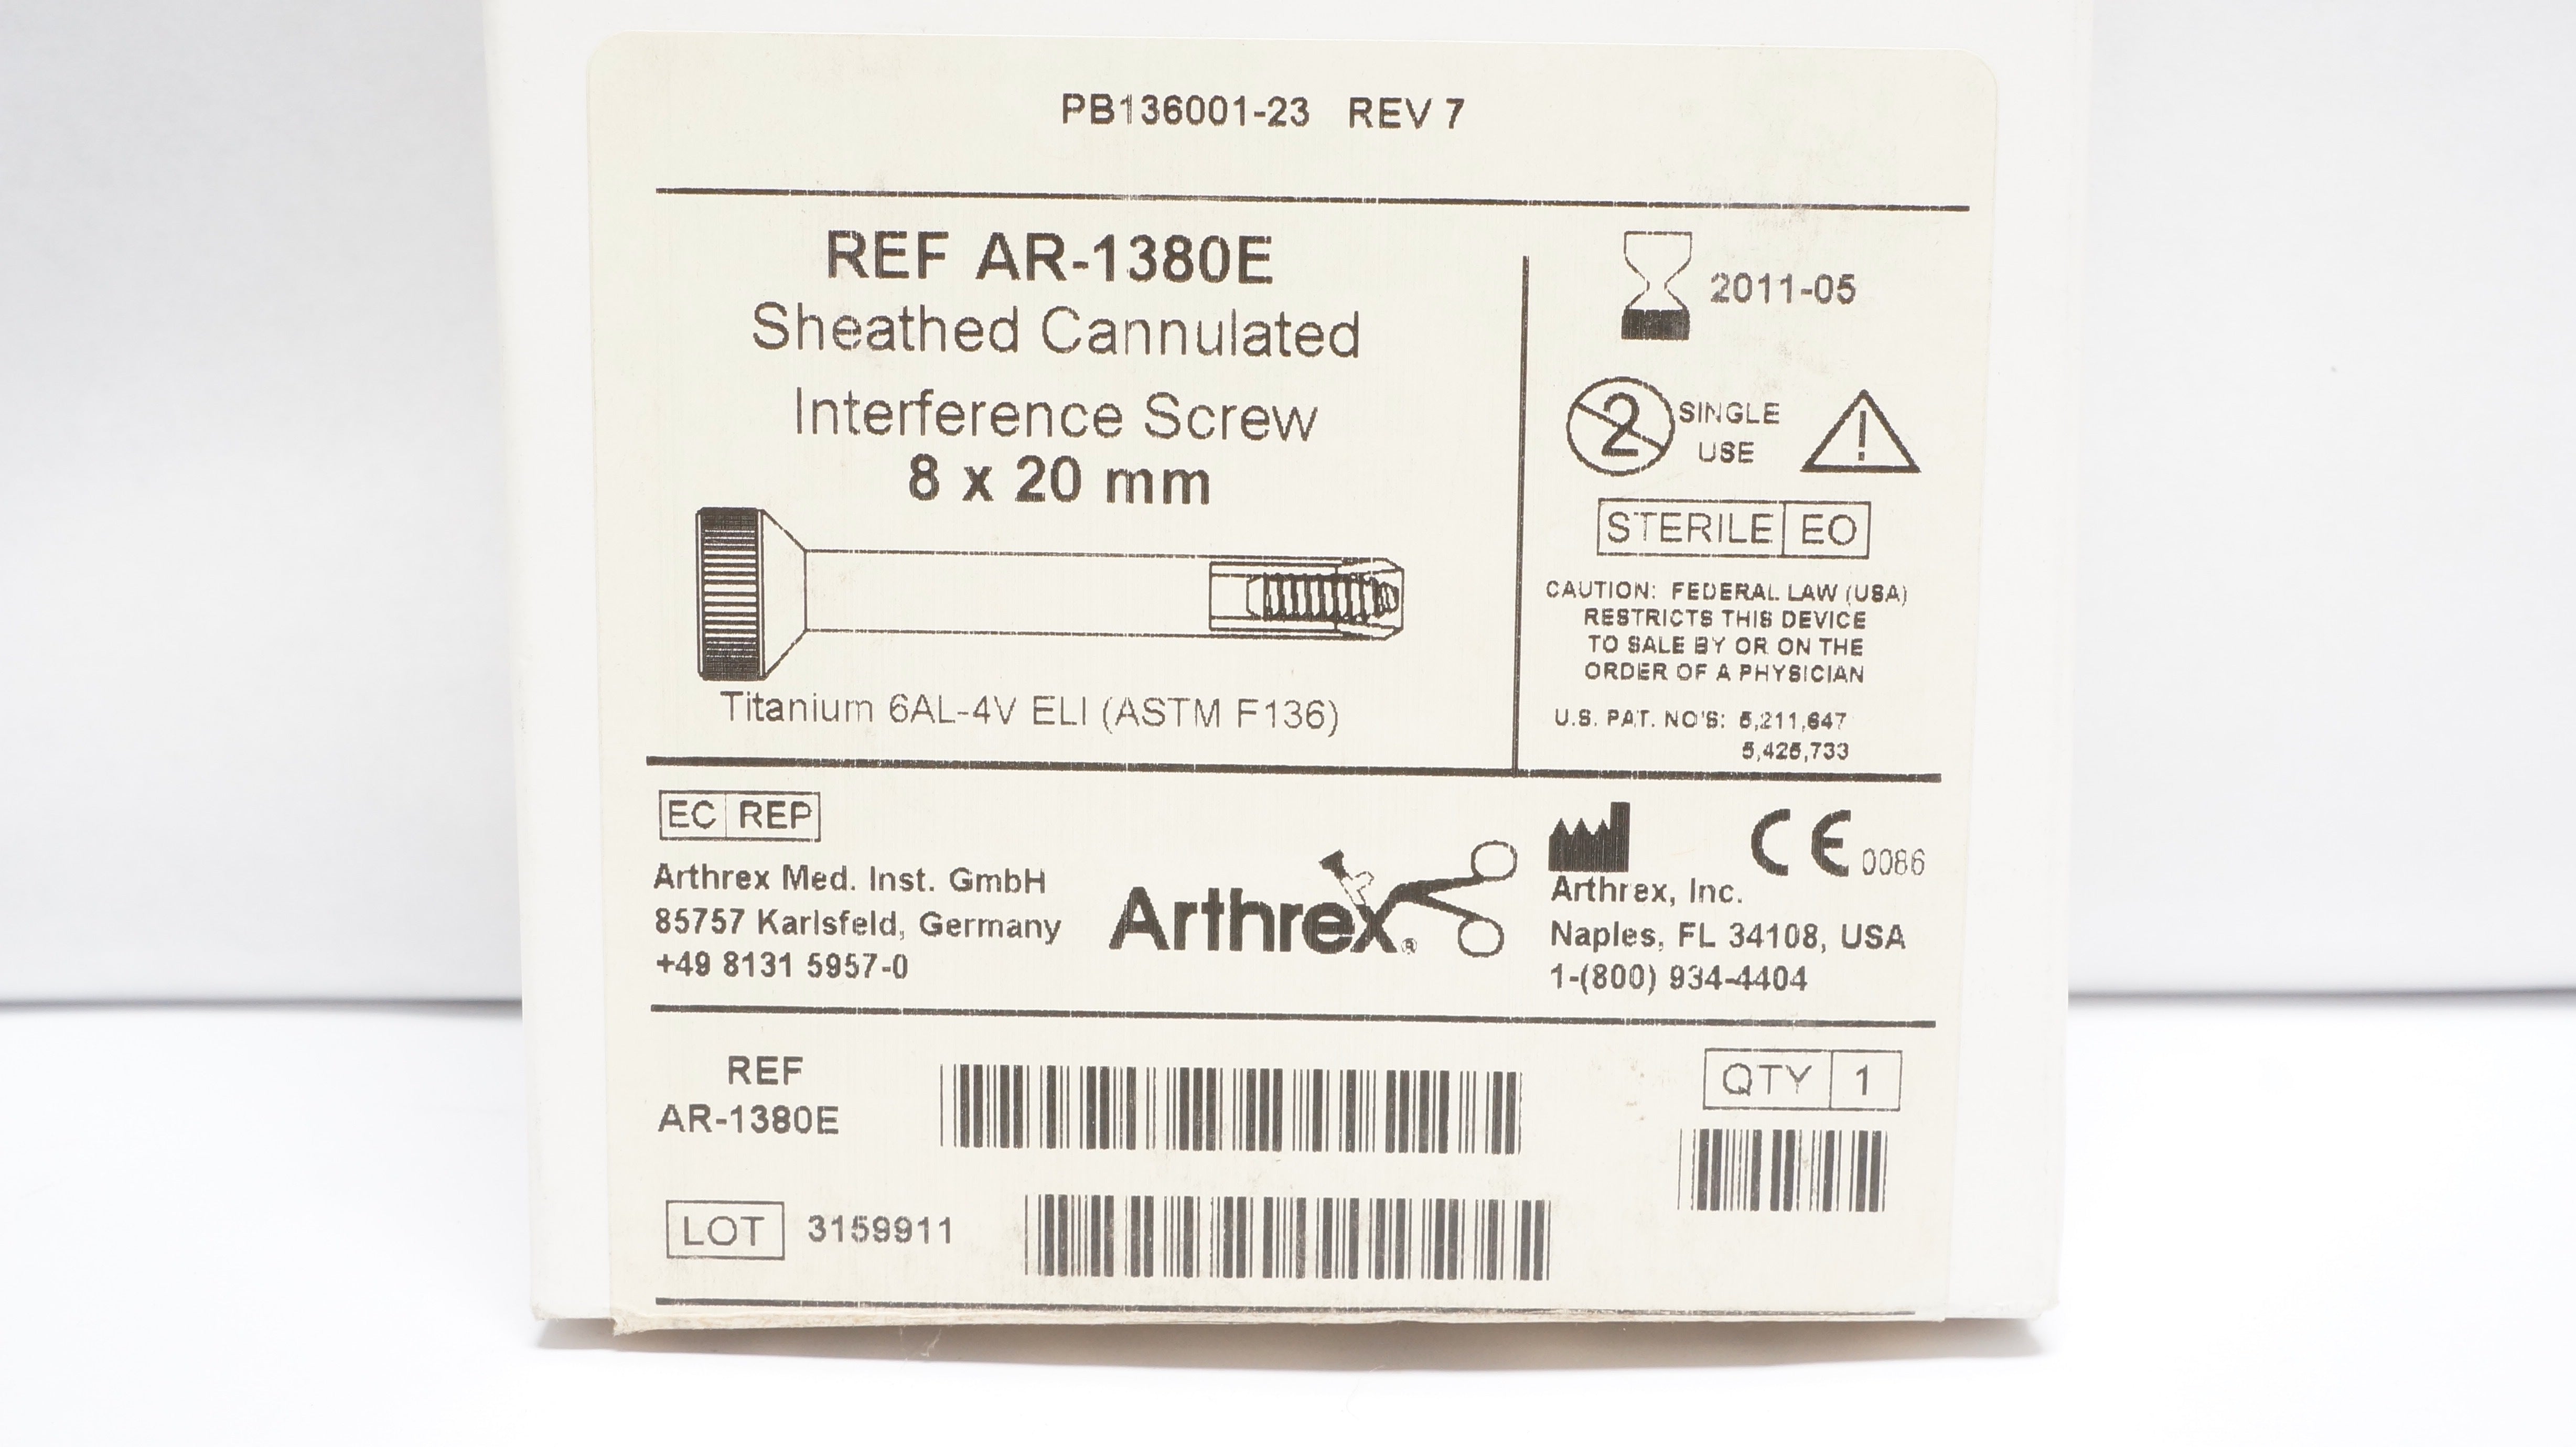 PB136001-23 REV 7
REF AR-1380E
Sheathed Cannulated
Interference Screw
8 x 20 mm
Titanium 6AL-4V ELI (ASTM F136)
2011-05
2 SINGLE
USE
STERILE EO
CAUTION: FEDERAL LAW (USA)
RESTRICTS THIS DEVICE
TO SALE BY OR ON THE
ORDER OF A PHYSICIAN
U.S. PAT. NO'S: 5,211,647
5,425,733
EC REP
Arthrex Med. Inst. GmbH
85757 Karlsfeld, Germany
+49 8131 5957-0
Arthrex®
CE 0086
Arthrex, Inc.
Naples, FL 34108, USA
1-(800) 934-4404
REF
AR-1380E
QTY 1
LOT 3159911